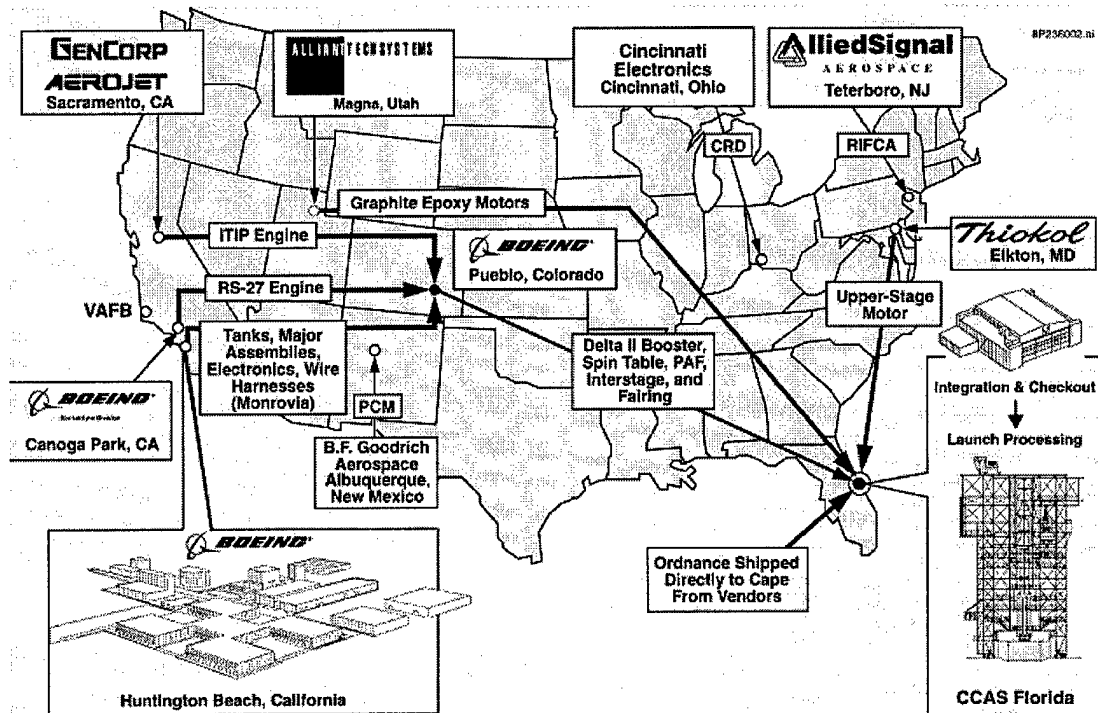 GENCORP
AEROJET
Sacramento, CA
ALLIANT TECHSYSTEMS
Magna, Utah
Cincinnati
Electronics
Cincinnati, Ohio
AlliedSignal
AEROSPACE
Teterboro, NJ
CRD
RIFCA
Graphite Epoxy Motors
ITIP Engine
BOEING
Pueblo, Colorado
Thiokol
Elkton, MD
RS-27 Engine
VAFB
Upper-Stage
Motor
Tanks, Major
Assemblies,
Electronics, Wire
Harnesses
(Monrovia)
Delta II Booster,
Spin Table, PAF,
Interstage, and
Fairing
Integration & Checkout
Launch Processing
BOEING
Canoga Park, CA
PCM
B.F. Goodrich
Aerospace
Albuquerque,
New Mexico
BOEING
Huntington Beach, California
Ordnance Shipped
Directly to Cape
From Vendors
CCAS Florida